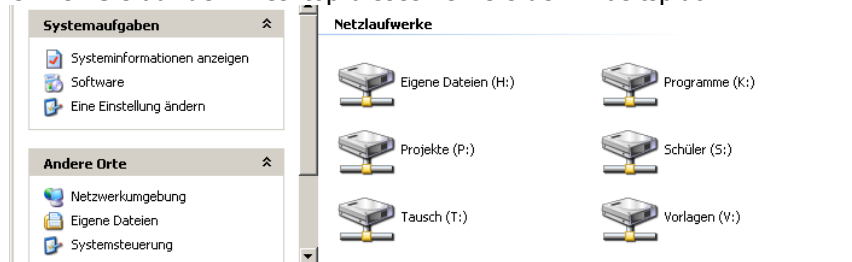 Systemaufgaben
Systeminformationen anzeigen
Software
Eine Einstellung ändern
Andere Orte
Netzwerkumgebung
Eigene Dateien
Systemsteuerung
Netzlaufwerke
Eigene Dateien (H:)
Programme (K:)
Projekte (P:)
Schüler (S:)
Tausch (T:)
Vorlagen (V:)